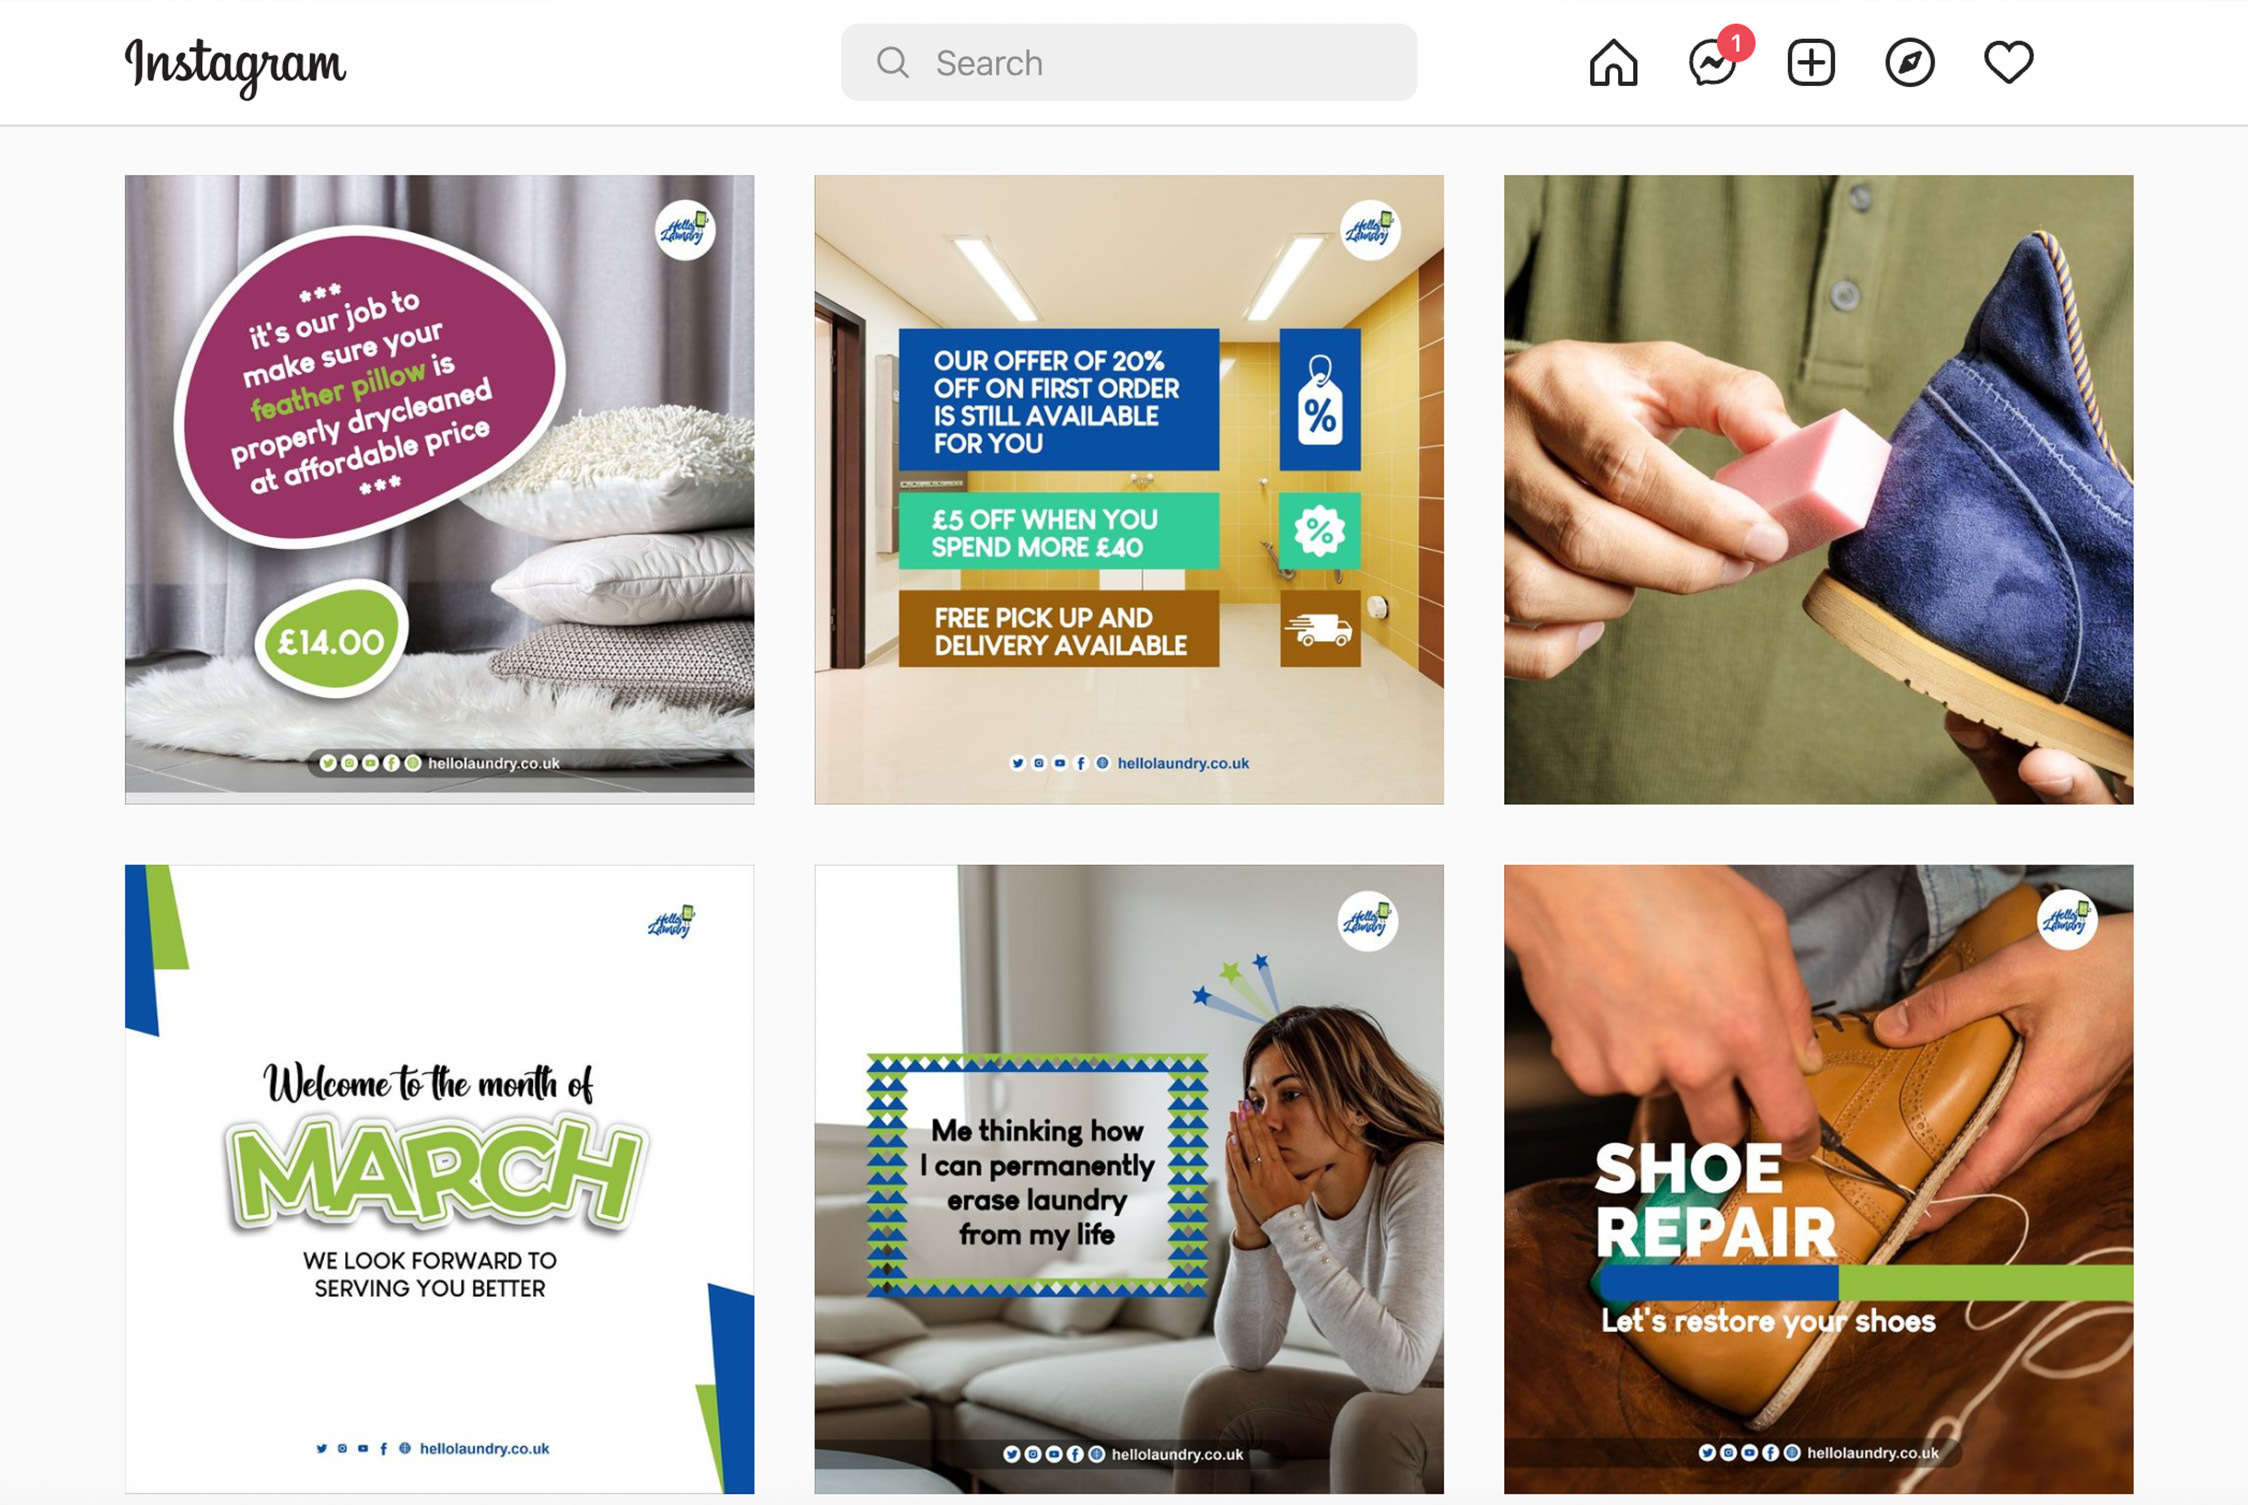 Instagram
Search
1
Hello
Laundry
***
it's our job to
make sure your
feather pillow is
properly drycleaned
at affordable price
***
£14.00
hellolaundry.co.uk
Hello
Laundry
OUR OFFER OF 20%
OFF ON FIRST ORDER
IS STILL AVAILABLE
FOR YOU
%
£5 OFF WHEN YOU
SPEND MORE £40
%
FREE PICK UP AND
DELIVERY AVAILABLE
hellolaundry.co.uk
Hello
Laundry
Welcome to the month of
MARCH
WE LOOK FORWARD TO
SERVING YOU BETTER
hellolaundry.co.uk
Hello
Laundry
Me thinking how
I can permanently
erase laundry
from my life
hellolaundry.co.uk
Hello
Laundry
SHOE
REPAIR
Let's restore your shoes
hellolaundry.co.uk